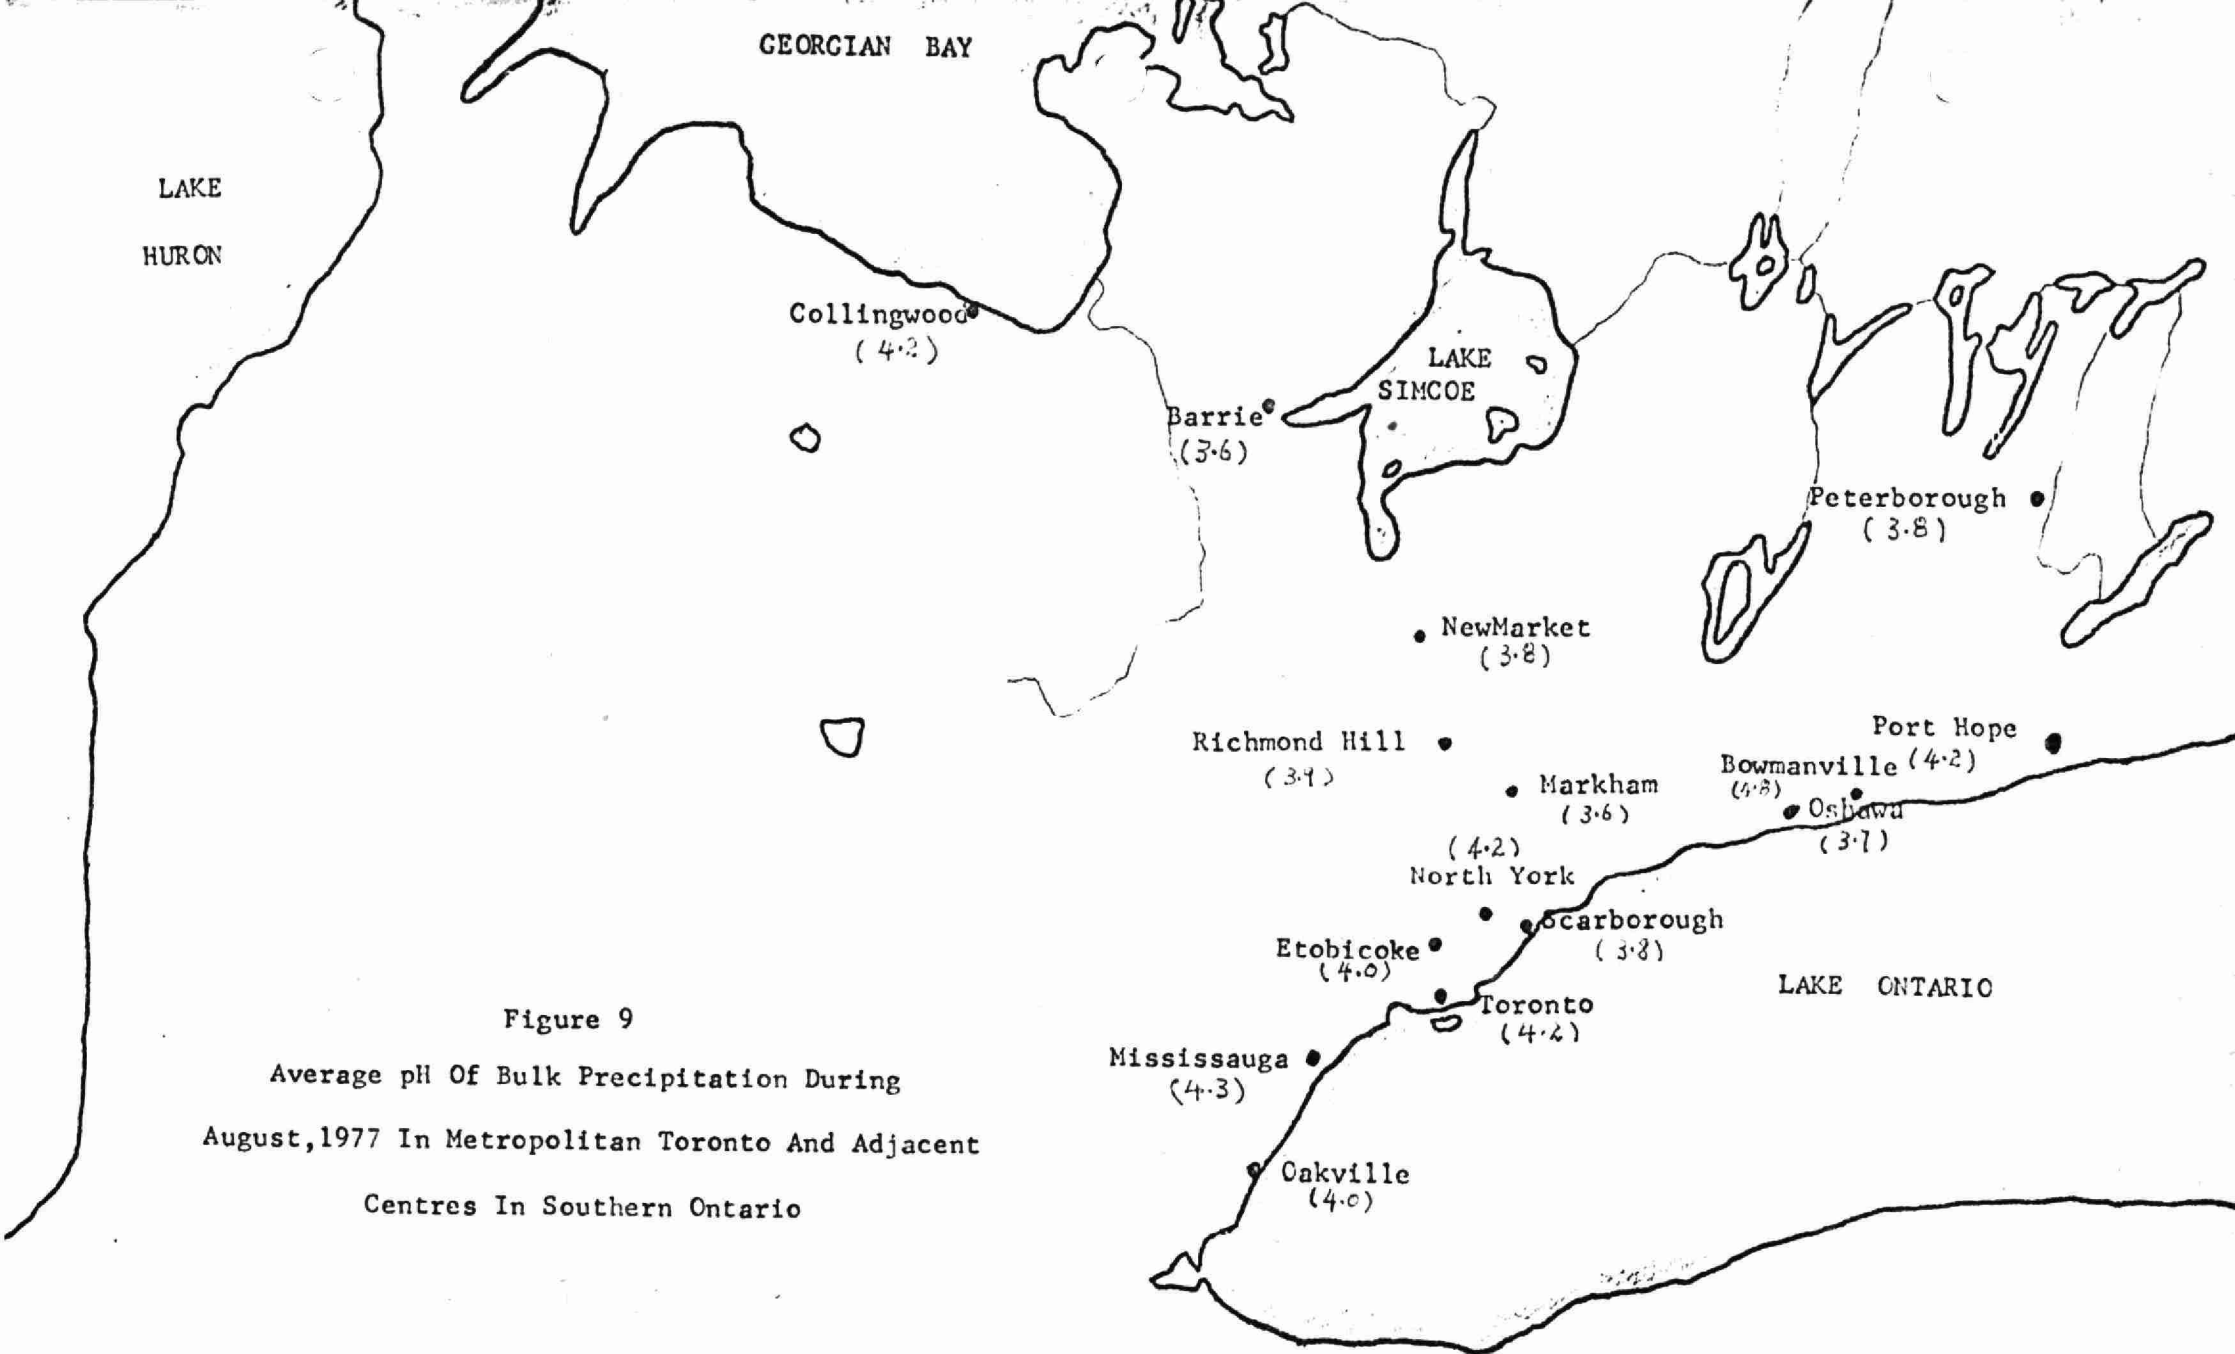 GEORGIAN BAY
LAKE
HURON
Collingwood
(4.2)
LAKE
SIMCOE
Barrie
(3.6)
Peterborough
(3.8)
NewMarket
(3.8)
Richmond Hill
Port Hope
(4.2)
Bowmanville
(4.8)
Markham
(3.6)
Oshawa
(3.7)
(4.2)
North York
Scarborough
(3.8)
Etobicoke
(4.0)
LAKE ONTARIO
Toronto
(4.2)
Mississauga
(4.3)
Oakville
(4.0)
Figure 9
Average pH Of Bulk Precipitation During
August,1977 In Metropolitan Toronto And Adjacent
Centres In Southern Ontario